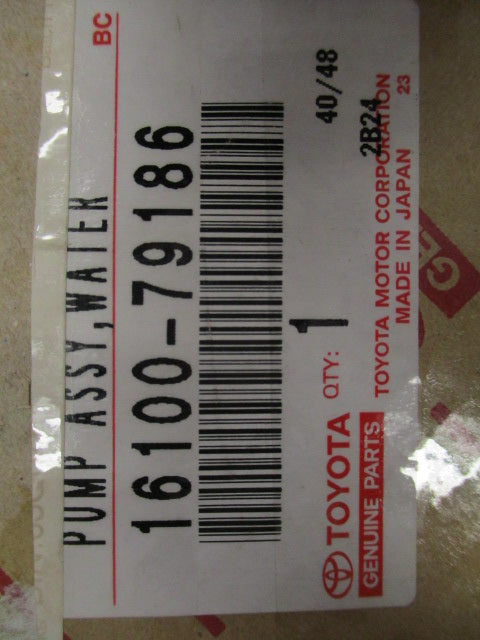 PUMP ASSY, WATER
BC
16100-79186
40/48
2B24
TOYOTA
QTY: 1
GENUINE PARTS
TOYOTA MOTOR CORPORATION
MADE IN JAPAN
23